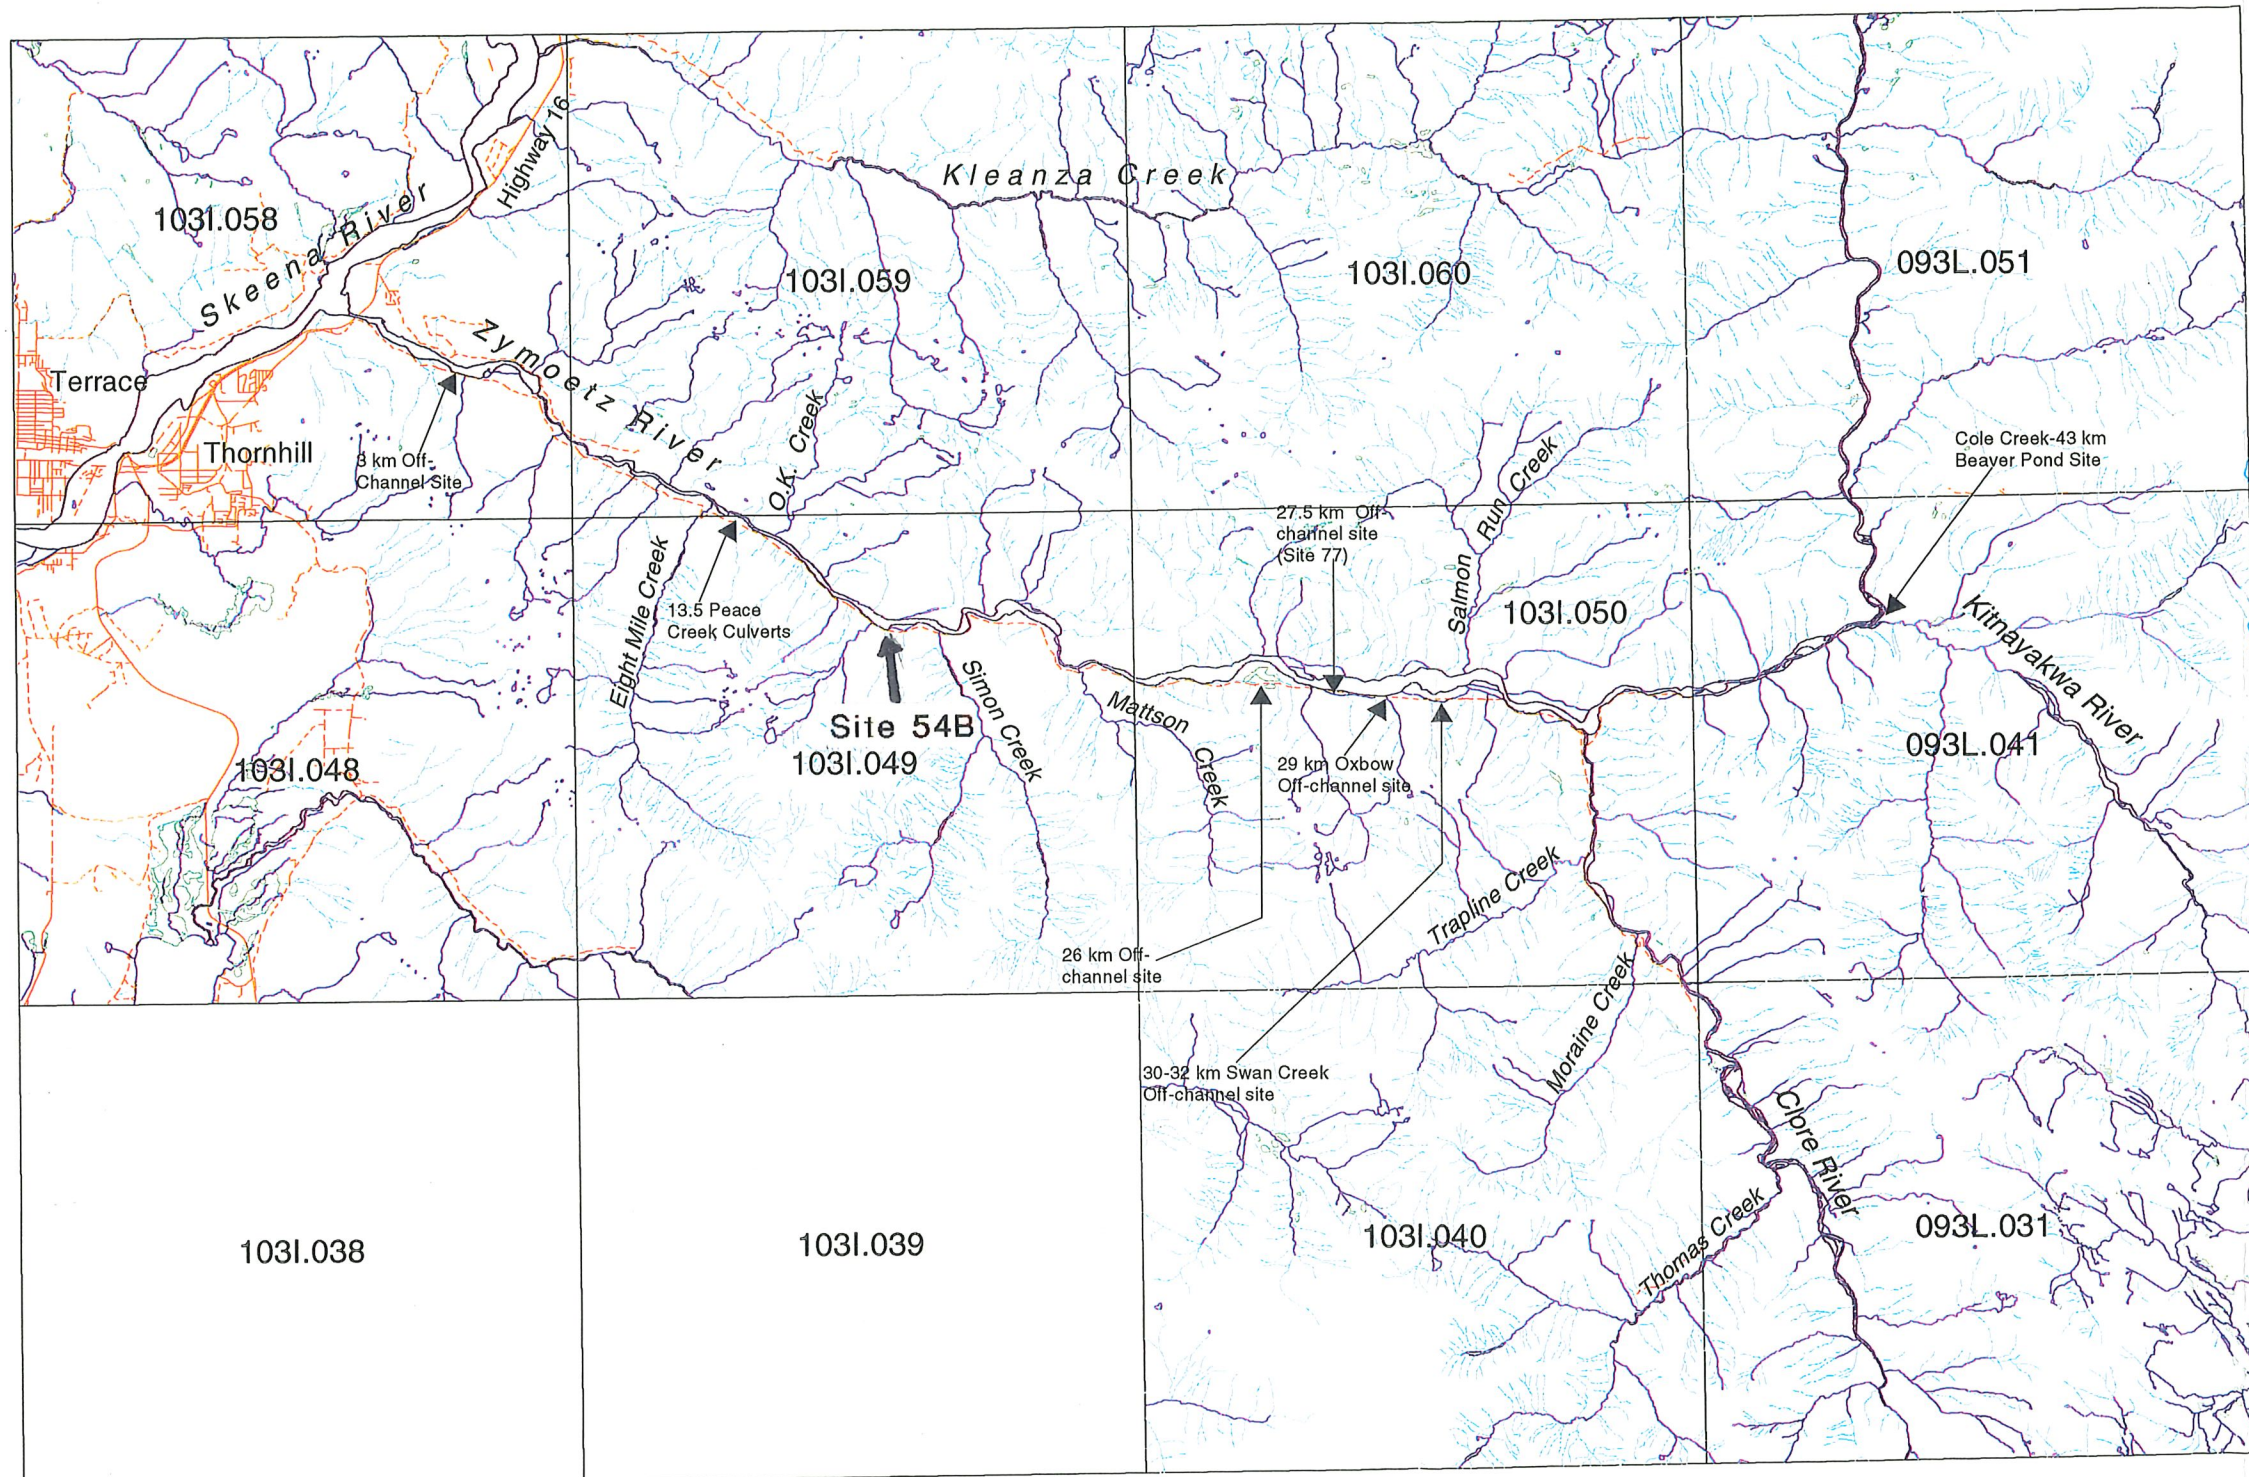 Highway 16
Kleanza Creek
103I.058
Skeena River
103I.059
103I.060
093L.051
Zymoetz River
Terrace
O.K. Creek
Thornhill
3 km Off-
Channel Site
Cole Creek-43 km
Beaver Pond Site
Salmon Run Creek
27.5 km Off-
channel site
(Site 77)
Eight Mile Creek
13.5 Peace
Creek Culverts
103I.050
Kitnayakwa River
Site 54B
103I.049
Simon Creek
Mattson Creek
093L.041
103I.048
29 km Oxbow
Off-channel site
Trapline Creek
26 km Off-
channel site
Moraine Creek
30-32 km Swan Creek
Off-channel site
Clore River
Thomas Creek
103I.038
103I.039
103I.040
093L.031